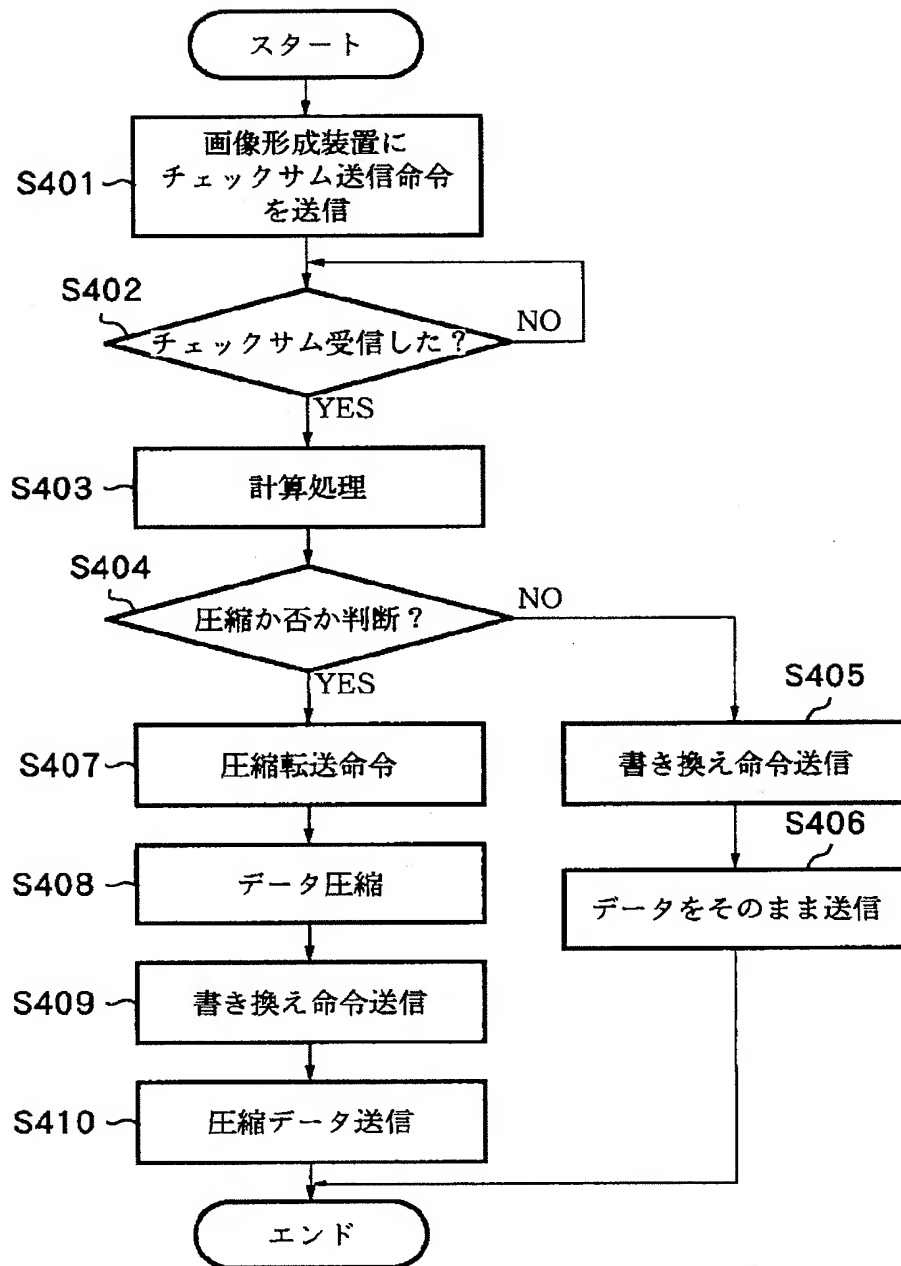 スタート
S401
画像形成装置に
チェックサム送信命令
を送信
S402
チェックサム受信した？
NO
YES
S403
計算処理
S404
圧縮か否か判断？
NO
YES
S405
書き換え命令送信
S407
圧縮転送命令
S406
データをそのまま送信
S408
データ圧縮
S409
書き換え命令送信
S410
圧縮データ送信
エンド